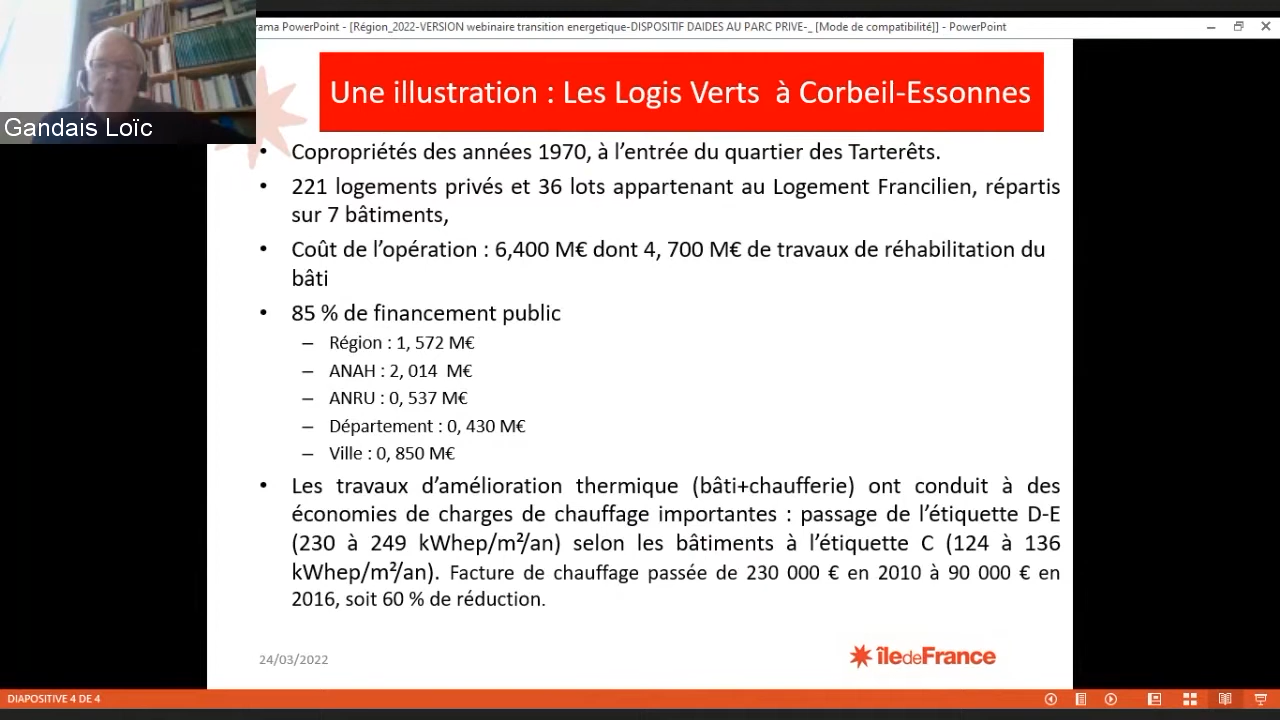 rama PowerPoint - [Région_2022-VERSION webinaire transition energetique-DISPOSITIF DAIDES AU PARC PRIVE-_ [Mode de compatibilité]] - PowerPoint
Gandais Loïc
Une illustration : Les Logis Verts à Corbeil-Essonnes
• Copropriétés des années 1970, à l’entrée du quartier des Tarterêts.
• 221 logements privés et 36 lots appartenant au Logement Francilien, répartis
sur 7 bâtiments,
• Coût de l’opération : 6,400 M€ dont 4, 700 M€ de travaux de réhabilitation du
bâti
• 85 % de financement public
– Région : 1, 572 M€
– ANAH : 2, 014 M€
– ANRU : 0, 537 M€
– Département : 0, 430 M€
– Ville : 0, 850 M€
• Les travaux d’amélioration thermique (bâti+chaufferie) ont conduit à des
économies de charges de chauffage importantes : passage de l’étiquette D-E
(230 à 249 kWhep/m²/an) selon les bâtiments à l’étiquette C (124 à 136
kWhep/m²/an). Facture de chauffage passée de 230 000 € en 2010 à 90 000 € en
2016, soit 60 % de réduction.
24/03/2022
îledeFrance
DIAPOSITIVE 4 DE 4